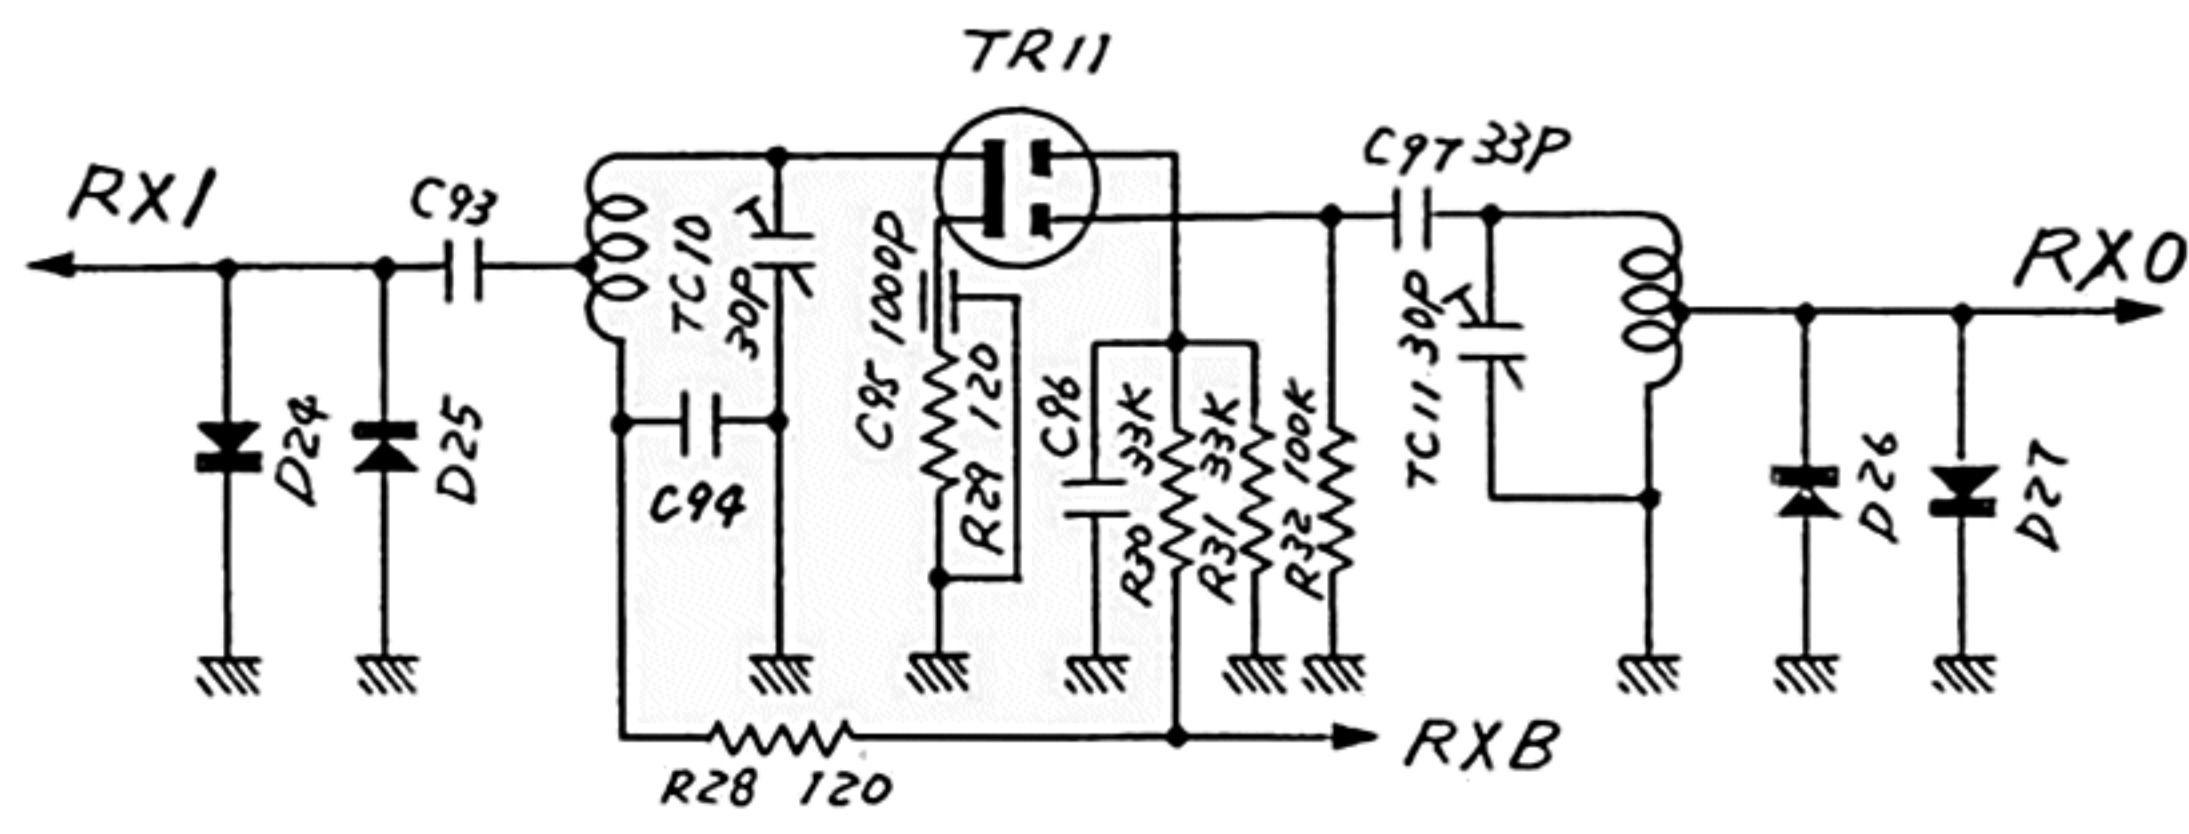 TR11
C97 33P
RX1
C93
RXO
TC10
30P
C95 1000P
R29 120
C96
R30 33K
R31 33K
R32 100K
TC11 30P
D24
D25
D26
D27
C94
RXB
R28 120